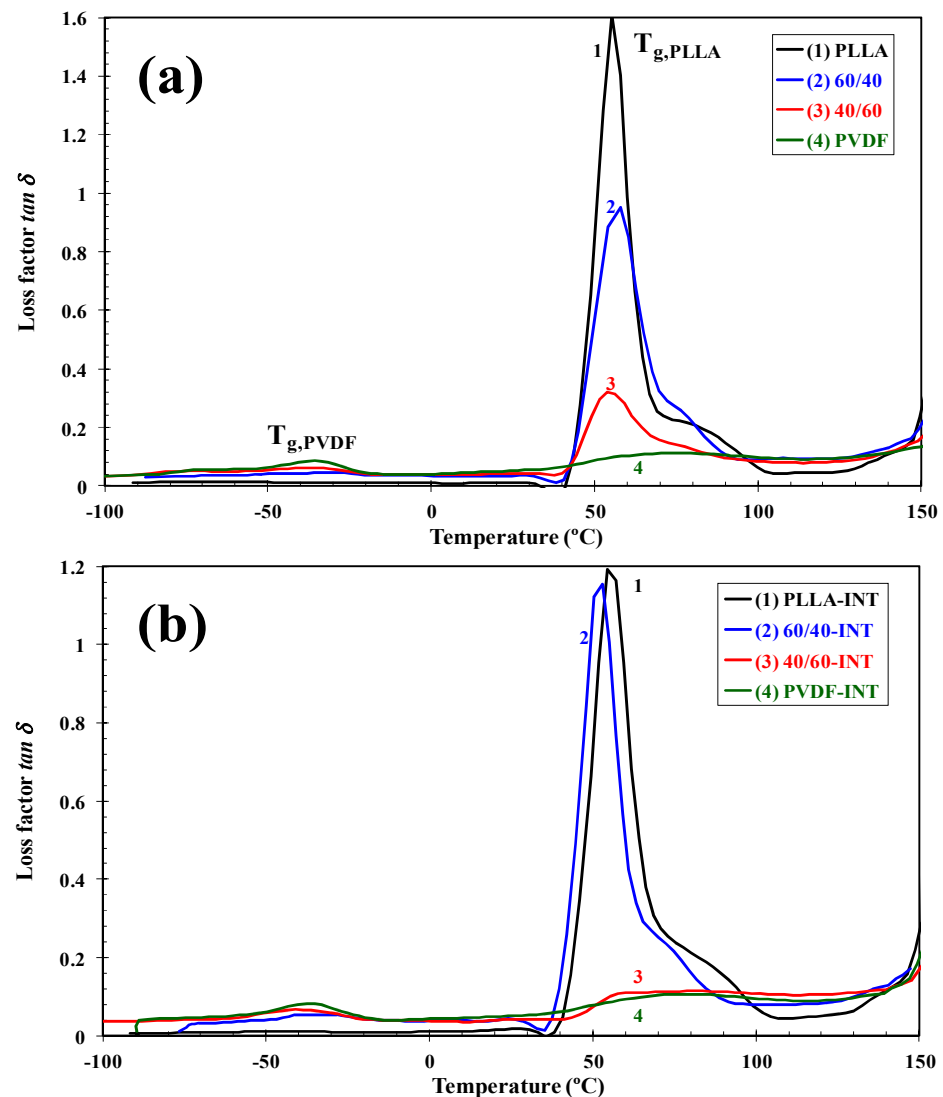 (a)
T g,PLLA
1
2
3
4
T g,PVDF
(1) PLLA
(2) 60/40
(3) 40/60
(4) PVDF
Loss factor tan δ
1.6
1.4
1.2
1
0.8
0.6
0.4
0.2
0
-100
-50
0
50
100
150
Temperature (ºC)
(b)
1
2
3
4
(1) PLLA-INT
(2) 60/40-INT
(3) 40/60-INT
(4) PVDF-INT
Loss factor tan δ
1.2
1
0.8
0.6
0.4
0.2
0
-100
-50
0
50
100
150
Temperature (ºC)